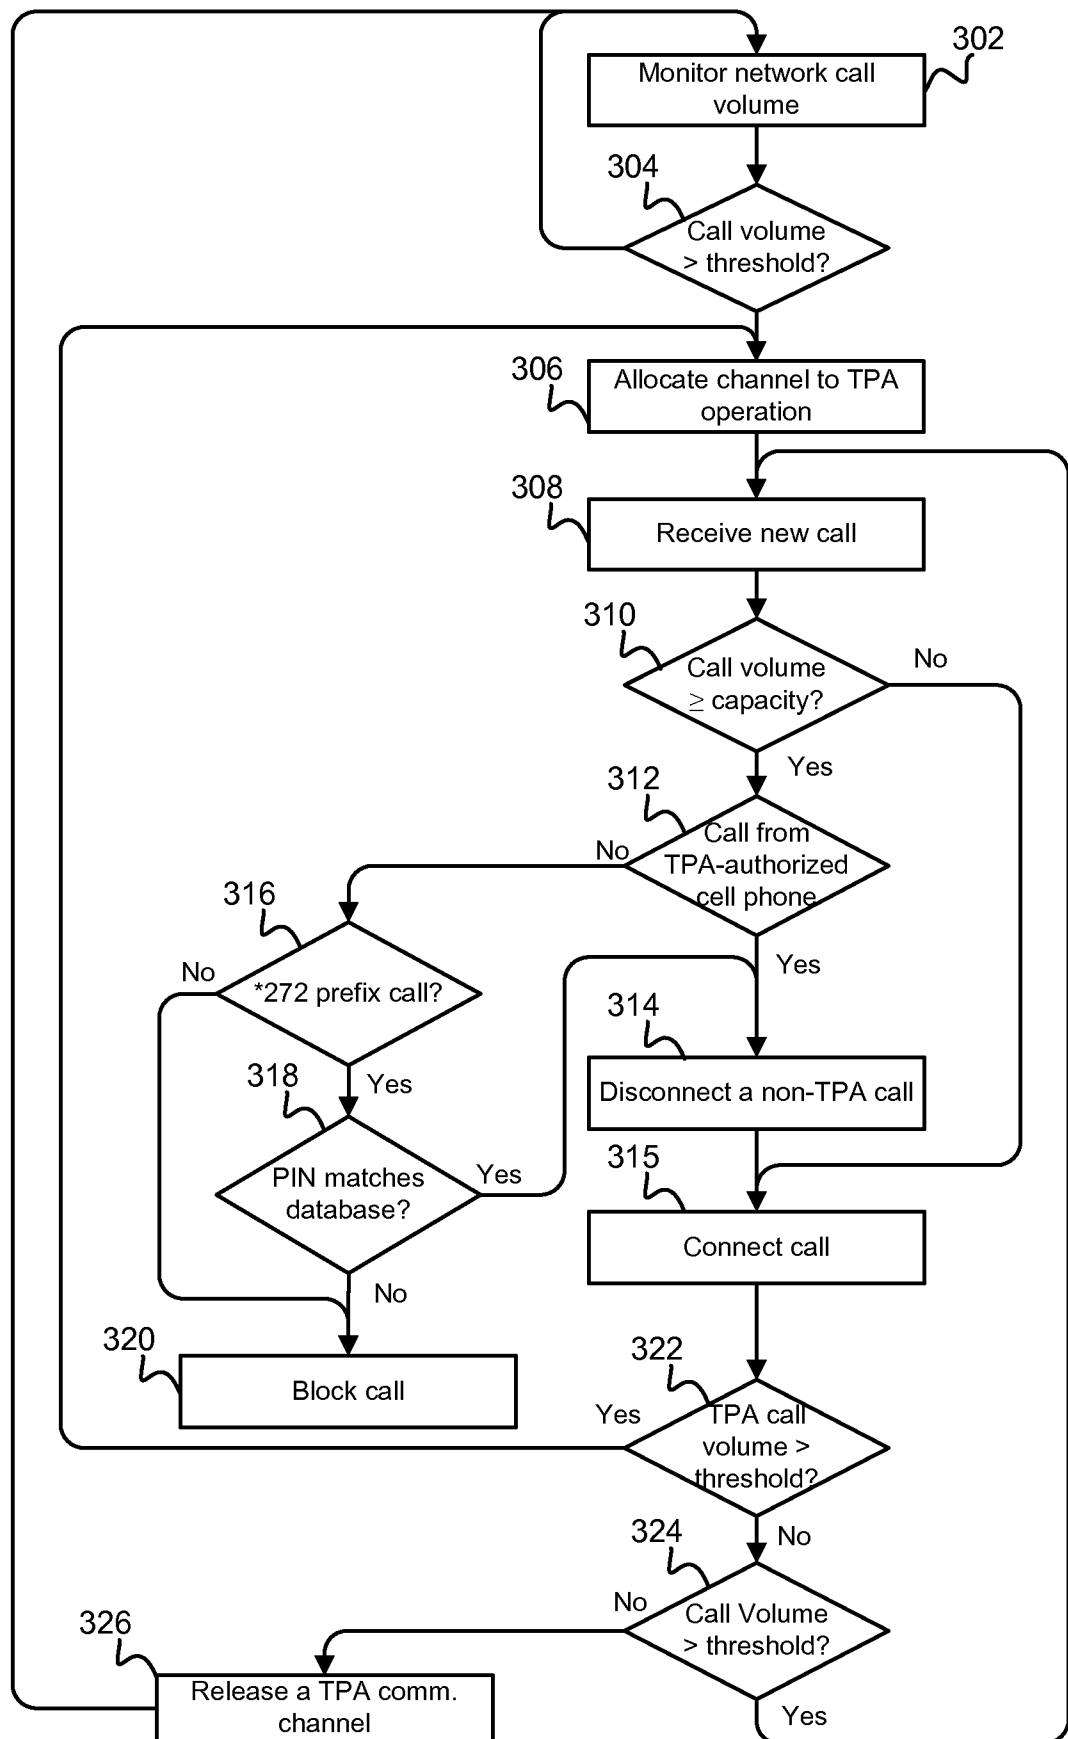 302
Monitor network call
volume
304
Call volume
> threshold?
306
Allocate channel to TPA
operation
308
Receive new call
310
Call volume
≥ capacity?
No
Yes
312
Call from
TPA-authorized
cell phone
No
Yes
316
*272 prefix call?
No
Yes
314
Disconnect a non-TPA call
318
PIN matches
database?
Yes
No
315
Connect call
320
Block call
322
TPA call
volume >
threshold?
Yes
No
324
Call Volume
> threshold?
No
Yes
326
Release a TPA comm.
channel